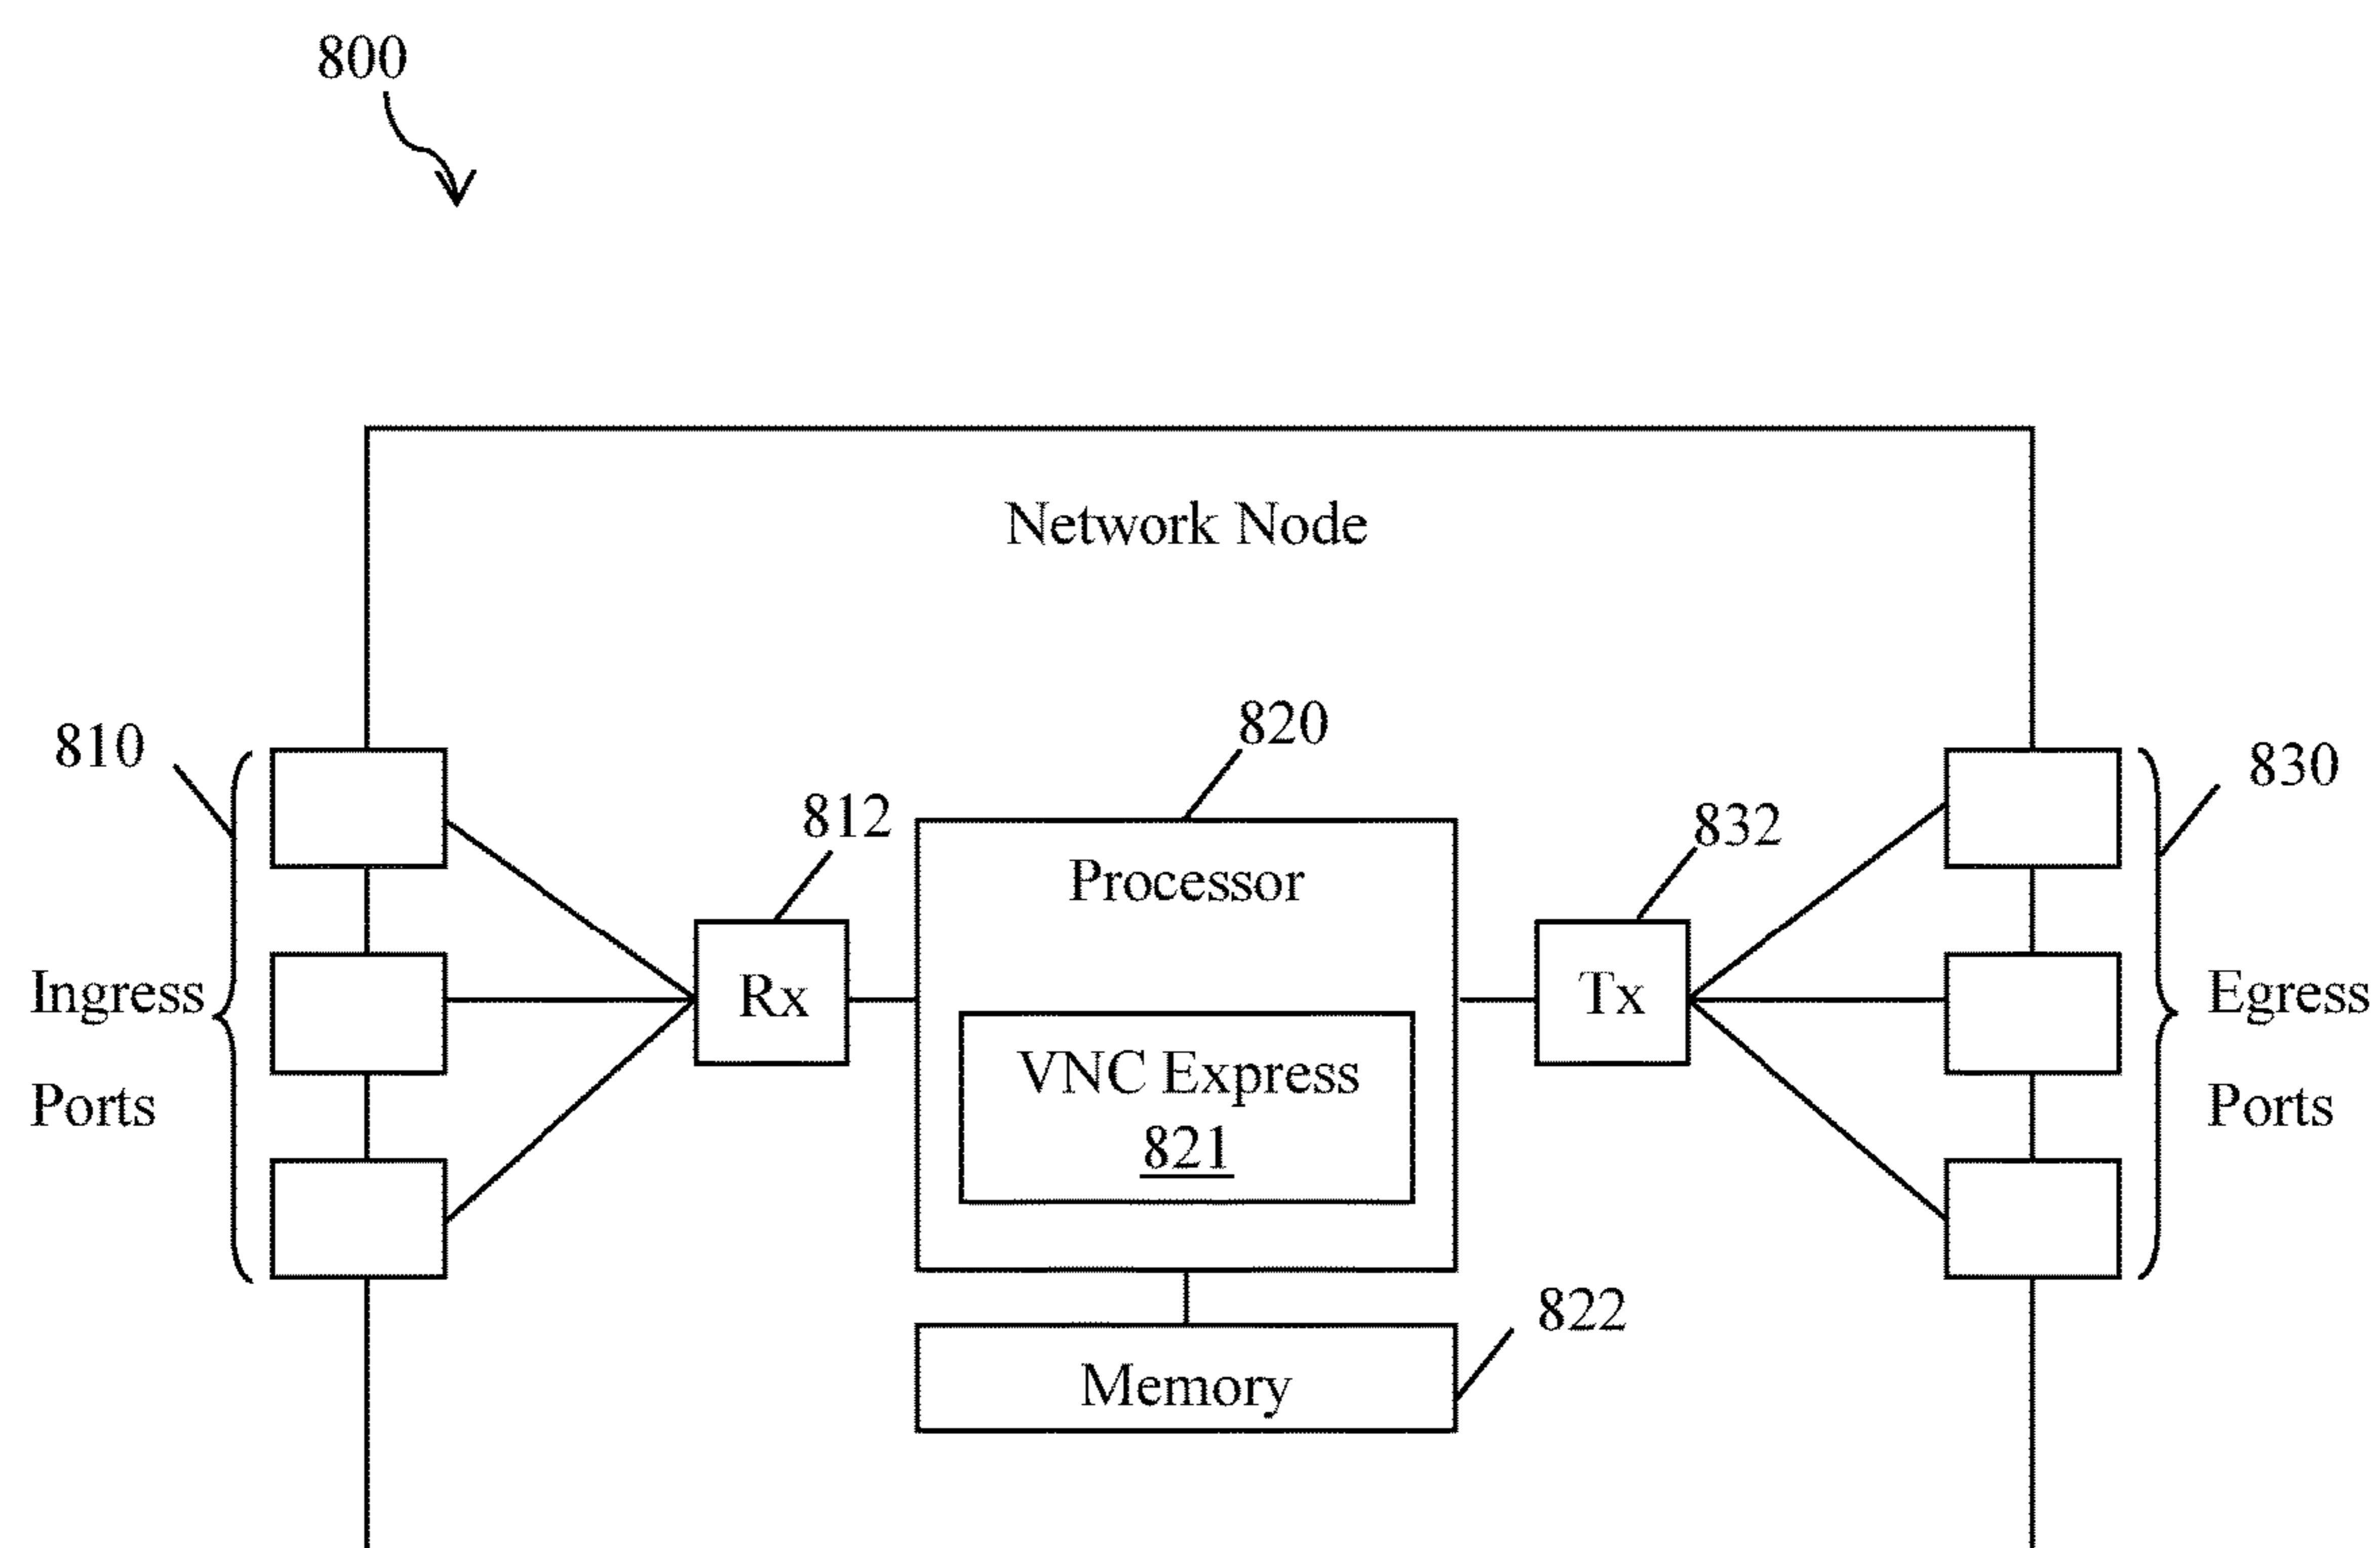 800
Network Node
810
820
830
812
832
Processor
Ingress
Ports
Rx
Tx
Egress
Ports
VNC Express
821
822
Memory